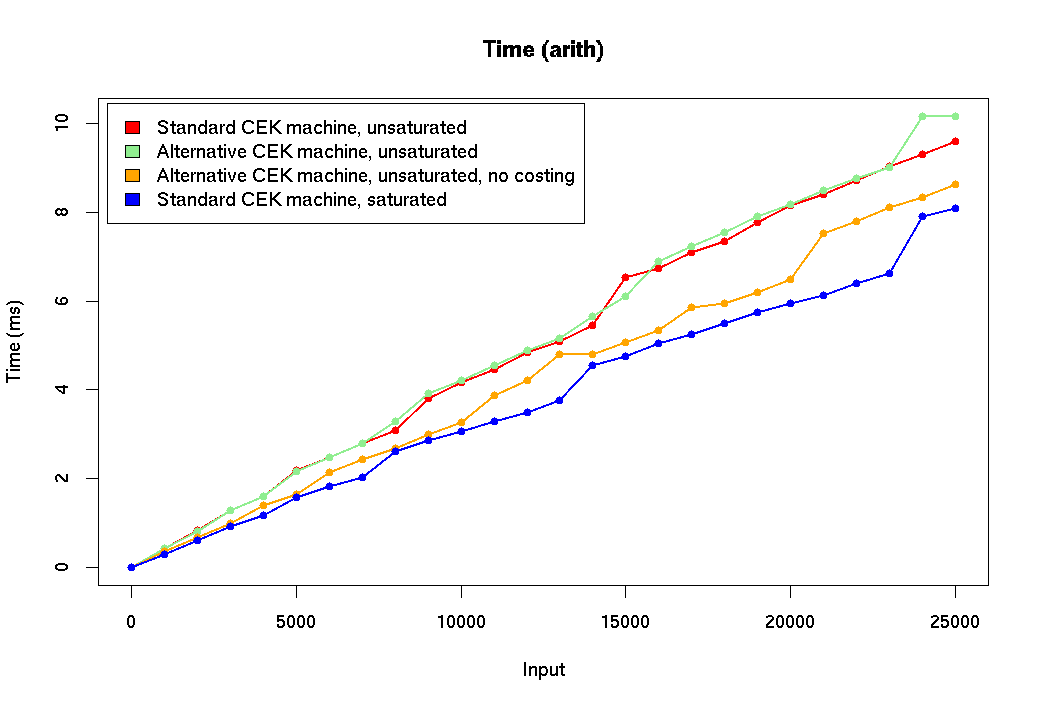 Time (arith)
Standard CEK machine, unsaturated
Alternative CEK machine, unsaturated
Alternative CEK machine, unsaturated, no costing
Standard CEK machine, saturated
10
8
6
4
2
0
Time (ms)
0 5000 10000 15000 20000 25000
Input